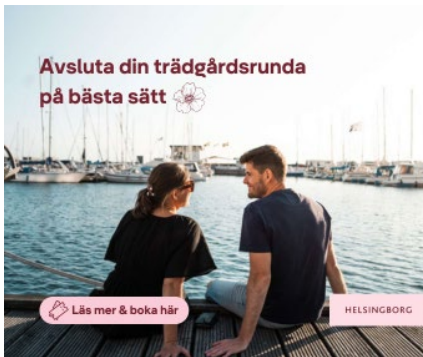 Avsluta din trädgårdsrunda
på bästa sätt
Läs mer & boka här
HELSINGBORG